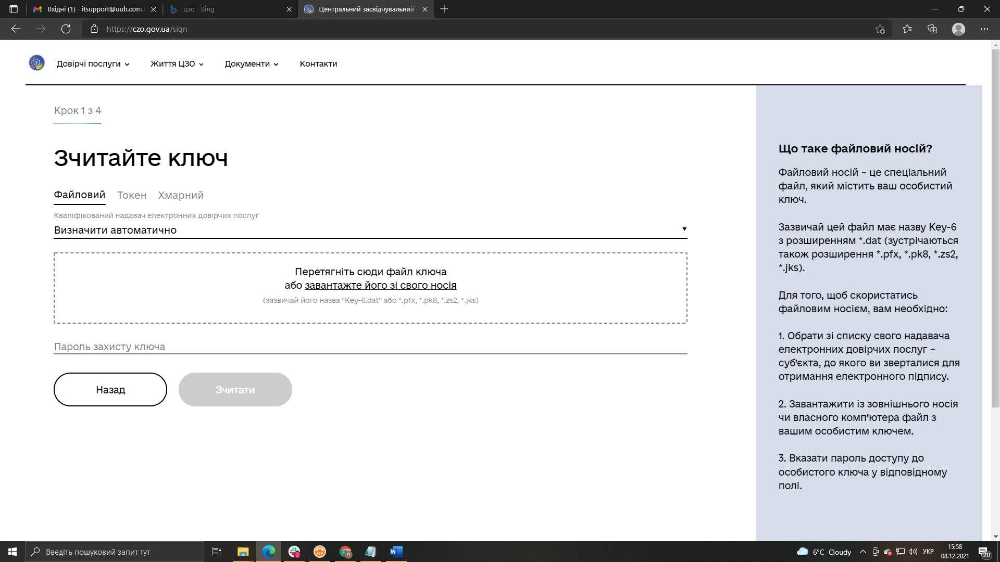 Вхідні (1) - itsupport@uub.com.u
цзо - Bing
Центральний засвідчувальний
https://czo.gov.ua/sign
Довірчі послуги
Життя ЦЗО
Документи
Контакти
Крок 1 з 4
Зчитайте ключ
Файловий
Токен
Хмарний
Кваліфікований надавач електронних довірчих послуг
Визначити автоматично
Перетягніть сюди файл ключа
або завантажте його зі свого носія
(зазвичай його назва "Key-6.dat" або *.pfx, *.pk8, *.zs2, *.jks)
Пароль захисту ключа
Назад
Зчитати
Що таке файловий носій?
Файловий носій – це спеціальний
файл, який містить ваш особистий
ключ.
Зазвичай цей файл має назву Key-6
з розширенням *.dat (зустрічаються
також розширення *.pfx, *.pk8, *.zs2,
*.jks).
Для того, щоб скористатись
файловим носієм, вам необхідно:
1. Обрати зі списку свого надавача
електронних довірчих послуг –
суб’єкта, до якого ви зверталися для
отримання електронного підпису.
2. Завантажити із зовнішнього носія
чи власного комп’ютера файл з
вашим особистим ключем.
3. Вказати пароль доступу до
особистого ключа у відповідному
полі.
Введіть пошуковий запит тут
2
STP
n
W
6°C Cloudy
УКР
15:58
08.12.2021
20